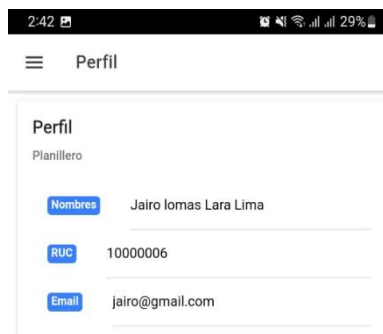 2:42 29%
Perfil
Perfil
Planillero
Nombres Jairo lomas Lara Lima
RUC 10000006
Email jairo@gmail.com